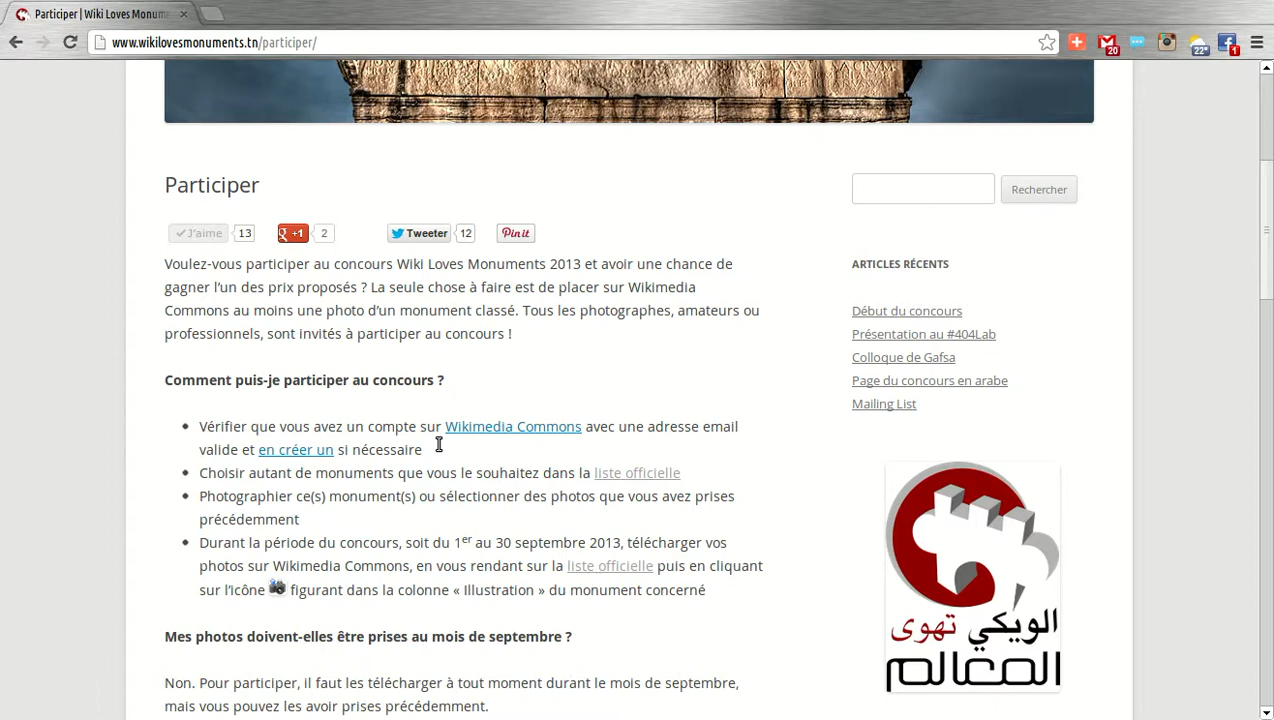 Participer | Wiki Loves Monum
www.wikilovesmonuments.tn/participer/
20
22°
1
Participer
Rechercher
J'aime 13 +1 2 Tweeter 12 Pinit
Voulez-vous participer au concours Wiki Loves Monuments 2013 et avoir une chance de
gagner l'un des prix proposés ? La seule chose à faire est de placer sur Wikimedia
Commons au moins une photo d'un monument classé. Tous les photographes, amateurs ou
professionnels, sont invités à participer au concours !
Comment puis-je participer au concours ?
Vérifier que vous avez un compte sur Wikimedia Commons avec une adresse email
valide et en créer un si nécessaire
Choisir autant de monuments que vous le souhaitez dans la liste officielle
Photographier ce(s) monument(s) ou sélectionner des photos que vous avez prises
précédemment
Durant la période du concours, soit du 1er au 30 septembre 2013, télécharger vos
photos sur Wikimedia Commons, en vous rendant sur la liste officielle puis en cliquant
sur l'icône figurant dans la colonne « Illustration » du monument concerné
Mes photos doivent-elles être prises au mois de septembre ?
Non. Pour participer, il faut les télécharger à tout moment durant le mois de septembre,
mais vous pouvez les avoir prises précédemment.
ARTICLES RÉCENTS
Début du concours
Présentation au #404Lab
Colloque de Gafsa
Page du concours en arabe
Mailing List
الويكي تهوى
المعالم